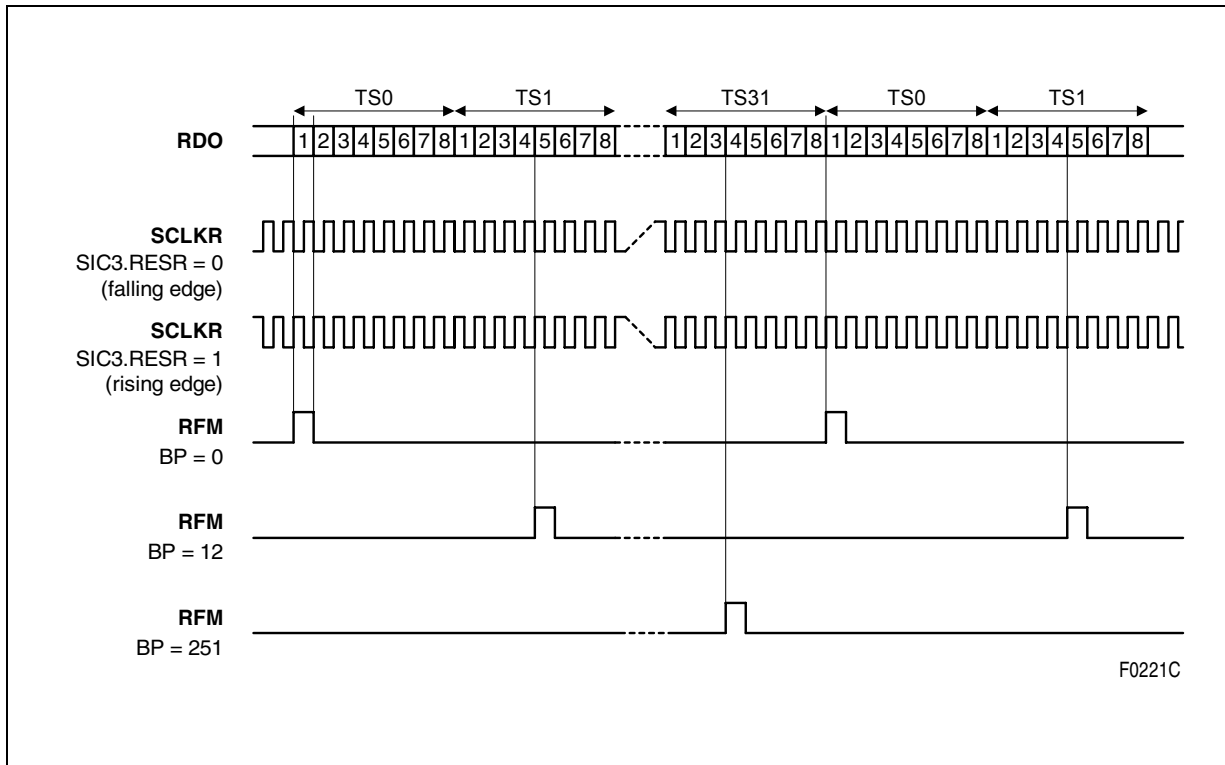 TS0 TS1 TS31 TS0 TS1
RDO 1 2 3 4 5 6 7 8 1 2 3 4 5 6 7 8 1 2 3 4 5 6 7 8 1 2 3 4 5 6 7 8 1 2 3 4 5 6 7 8
SCLKR
SIC3.RESR = 0
(falling edge)
SCLKR
SIC3.RESR = 1
(rising edge)
RFM
BP = 0
RFM
BP = 12
RFM
BP = 251
F0221C